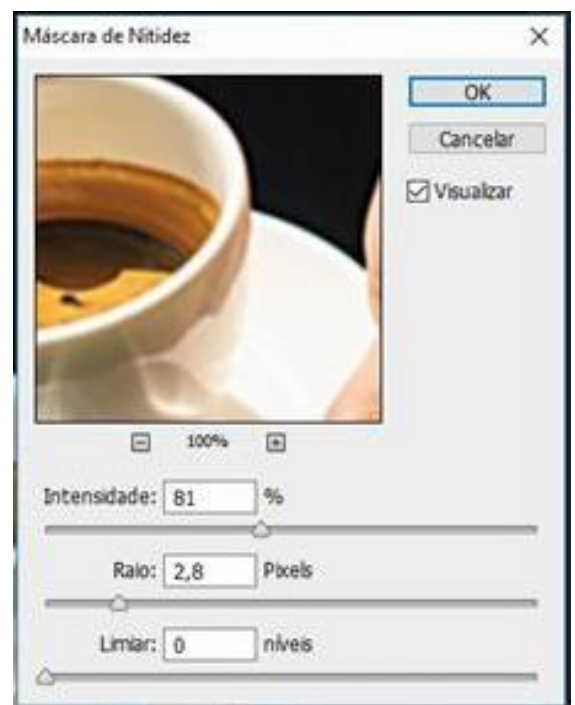 Máscara de Nitidez
OK
Cancelar
Visualizar
100%
Intensidade: 81 %
Raio: 2,8 Pixels
Limiar: 0 níveis